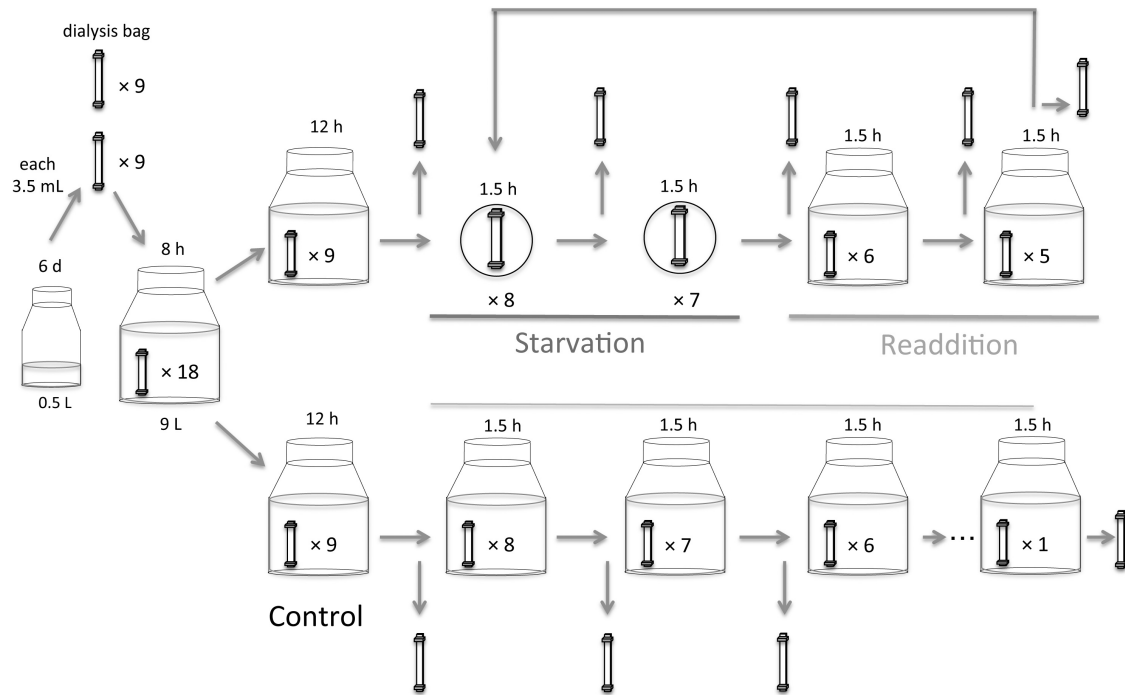 dialysis bag
× 9
× 9
each
3.5 mL
6 d
0.5 L
8 h
× 18
9 L
12 h
× 9
1.5 h
× 8
1.5 h
× 7
1.5 h
× 6
1.5 h
× 5
Starvation
Readdition
12 h
× 9
1.5 h
× 8
1.5 h
× 7
1.5 h
× 6
...
1.5 h
× 1
Control